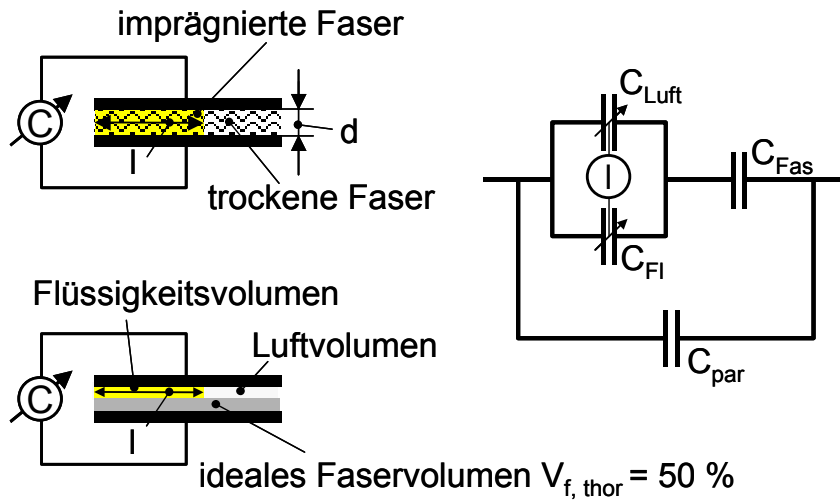 imprägnierte Faser
C
d
l
trockene Faser
C_Luft
C_Fas
l
C_Fl
C_par
Flüssigkeitsvolumen
Luftvolumen
C
l
ideales Faservolumen V_f, thor = 50 %